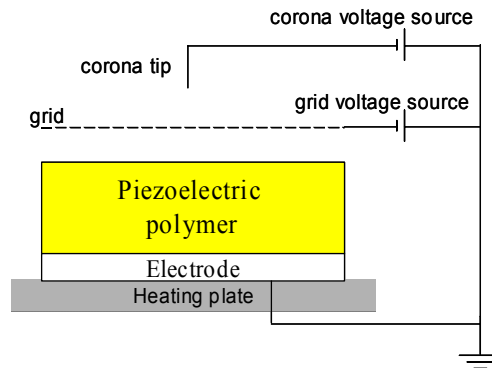 corona voltage source
corona tip
grid voltage source
grid
Piezoelectric
polymer
Electrode
Heating plate